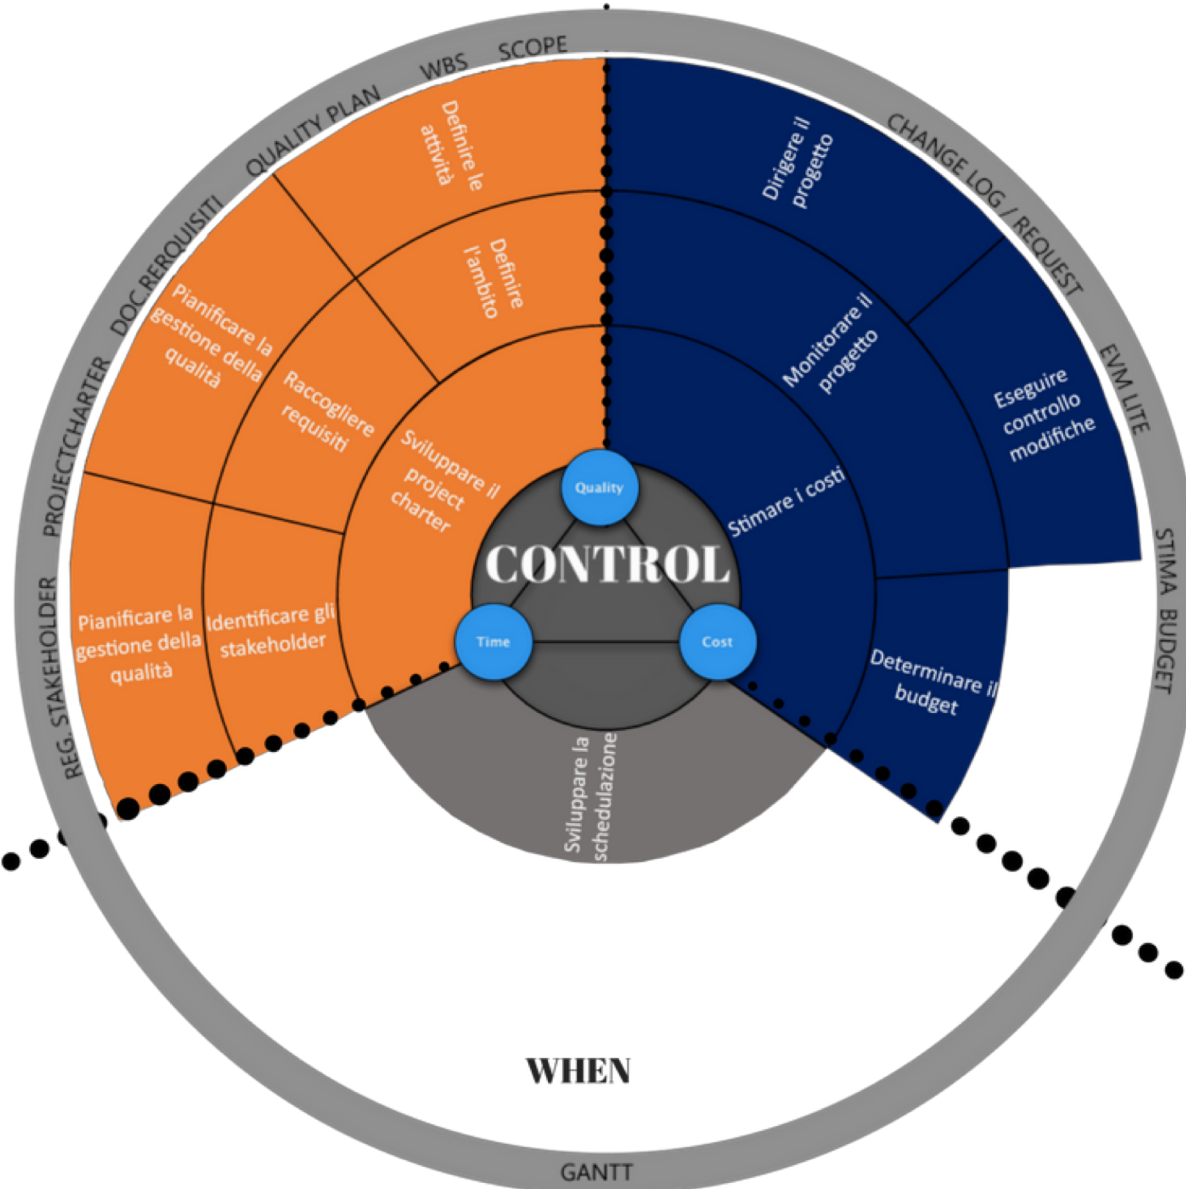 SCOPE
WBS
QUALITY PLAN
DOC.RERQUISITI
PROJECTCHARTER
REG. STAKEHOLDER
CHANGE LOG / REQUEST
EVM LITE
STIMA BUDGET
GANTT
Definire le
attività
Definire
l'ambito
Pianificare la
gestione della
qualità
Raccogliere
requisiti
Sviluppare il
project
charter
Pianificare la
gestione della
qualità
Identificare gli
stakeholder
Dirigere il
progetto
Monitorare il
progetto
Eseguire
controllo
modifiche
Stimare i costi
Determinare il
budget
Quality
CONTROL
Time
Cost
Sviluppare la
schedulazione
WHEN